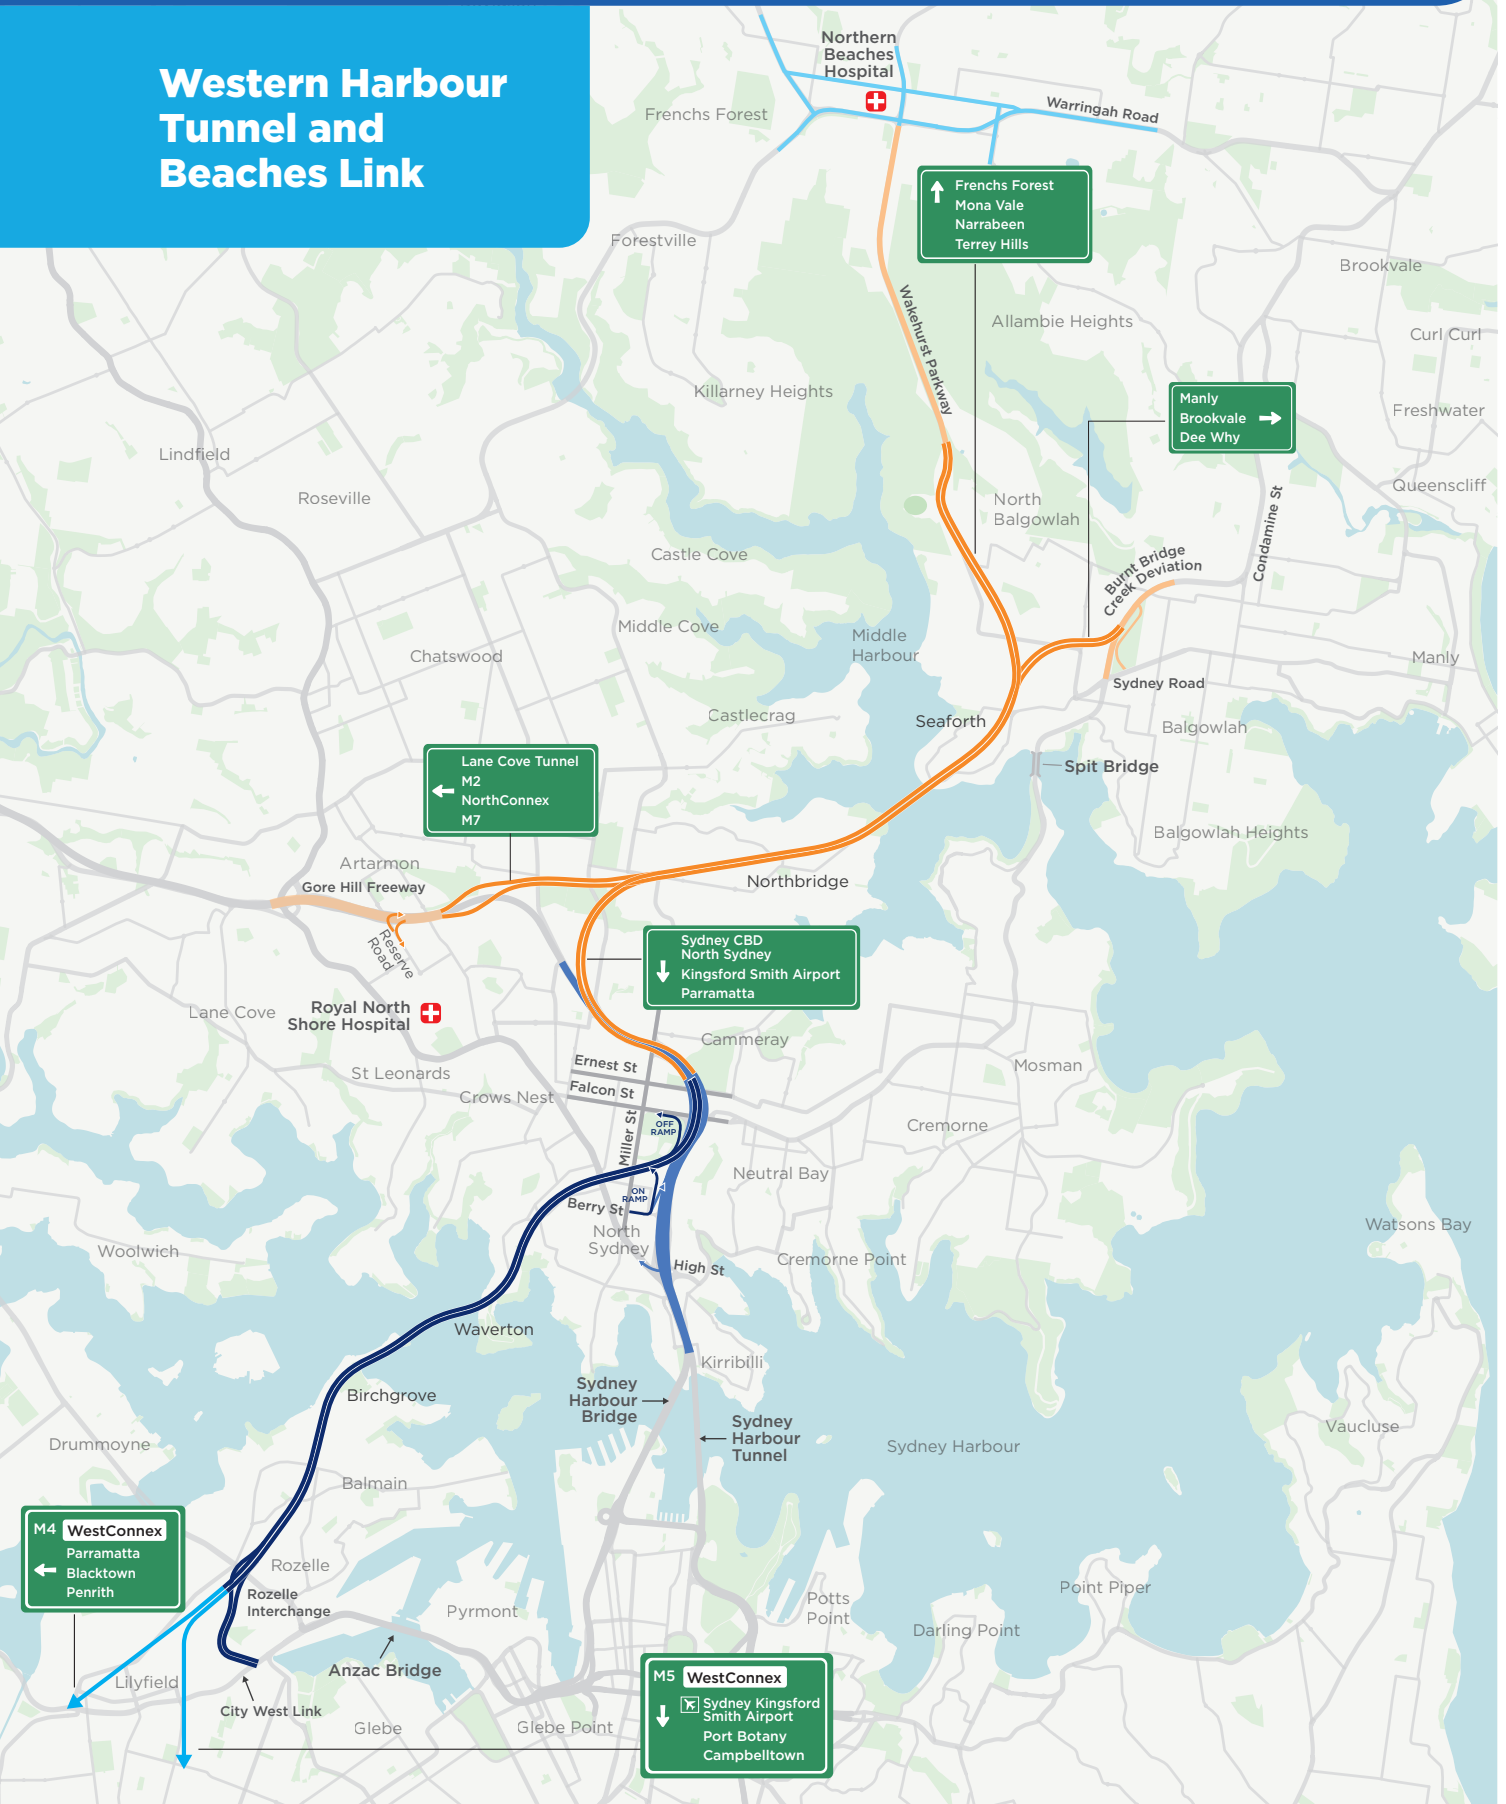 Western Harbour
Tunnel and
Beaches Link
Northern
Beaches
Hospital
Frenchs Forest
Warringah Road
Frenchs Forest
Mona Vale
Narrabeen
Terrey Hills
Forestville
Brookvale
Wakehurst Parkway
Allambie Heights
Curl Curl
Killarney Heights
Manly
Brookvale
Dee Why
Freshwater
Lindfield
Roseville
North
Balgowlah
Queenscliff
Condamine St
Castle Cove
Burnt Bridge
Creek Deviation
Middle Cove
Middle
Harbour
Chatswood
Manly
Sydney Road
Castlecrag
Seaforth
Balgowlah
Lane Cove Tunnel
M2
NorthConnex
M7
Spit Bridge
Balgowlah Heights
Artarmon
Gore Hill Freeway
Northbridge
Reserve
Road
Sydney CBD
North Sydney
Kingsford Smith Airport
Parramatta
Lane Cove
Royal North
Shore Hospital
Cammeray
Ernest St
Mosman
St Leonards
Falcon St
Crows Nest
Miller St
OFF
RAMP
Cremorne
Neutral Bay
ON
RAMP
Berry St
North
Sydney
Watsons Bay
Woolwich
Cremorne Point
High St
Waverton
Kirribilli
Sydney
Harbour
Bridge
Birchgrove
Sydney
Harbour
Tunnel
Vaucluse
Drummoyne
Sydney Harbour
Balmain
M4 WestConnex
Parramatta
Blacktown
Penrith
Rozelle
Rozelle
Interchange
Pyrmont
Potts
Point
Point Piper
Darling Point
Anzac Bridge
Lilyfield
City West Link
Glebe
Glebe Point
M5 WestConnex
Sydney Kingsford
Smith Airport
Port Botany
Campbelltown